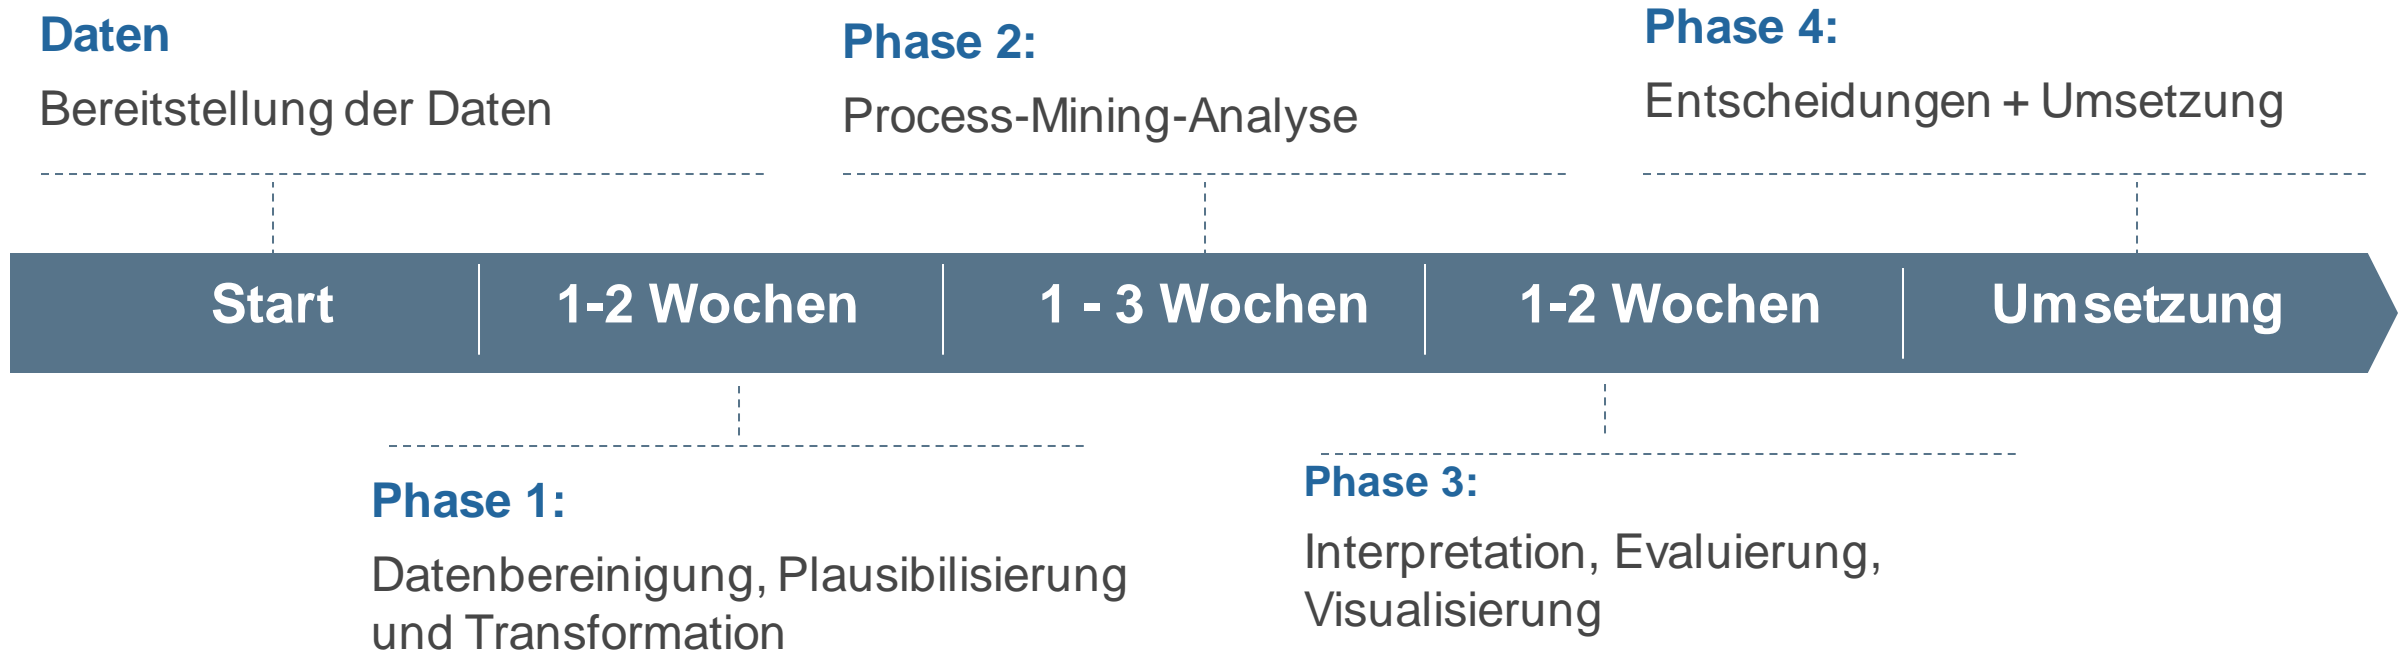 Daten
Bereitstellung der Daten
Phase 2:
Process-Mining-Analyse
Phase 4:
Entscheidungen + Umsetzung
Start
1-2 Wochen
1 - 3 Wochen
1-2 Wochen
Umsetzung
Phase 1:
Datenbereinigung, Plausibilisierung
und Transformation
Phase 3:
Interpretation, Evaluierung,
Visualisierung